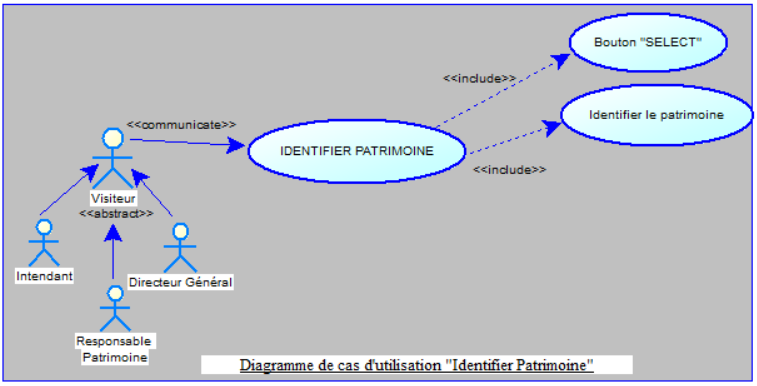 Bouton "SELECT"
<<include>>
Identifier le patrimoine
<<communicate>>
IDENTIFIER PATRIMOINE
<<include>>
Visiteur
<<abstract>>
Intendant
Directeur Général
Responsable
Patrimoine
Diagramme de cas d'utilisation "Identifier Patrimoine"